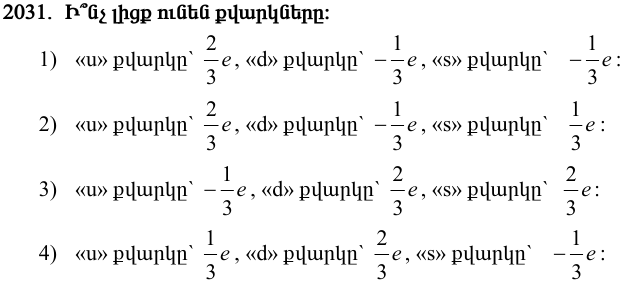 2031. Ի՞նչ լիցք ունեն քվարկները:
1) «u» քվարկը՝ 2/3 e, «d» քվարկը՝ −1/3 e, «s» քվարկը՝ −1/3 e:
2) «u» քվարկը՝ 2/3 e, «d» քվարկը՝ −1/3 e, «s» քվարկը՝ 1/3 e:
3) «u» քվարկը՝ −1/3 e, «d» քվարկը՝ 2/3 e, «s» քվարկը՝ 2/3 e:
4) «u» քվարկը՝ 1/3 e, «d» քվարկը՝ 2/3 e, «s» քվարկը՝ −1/3 e: